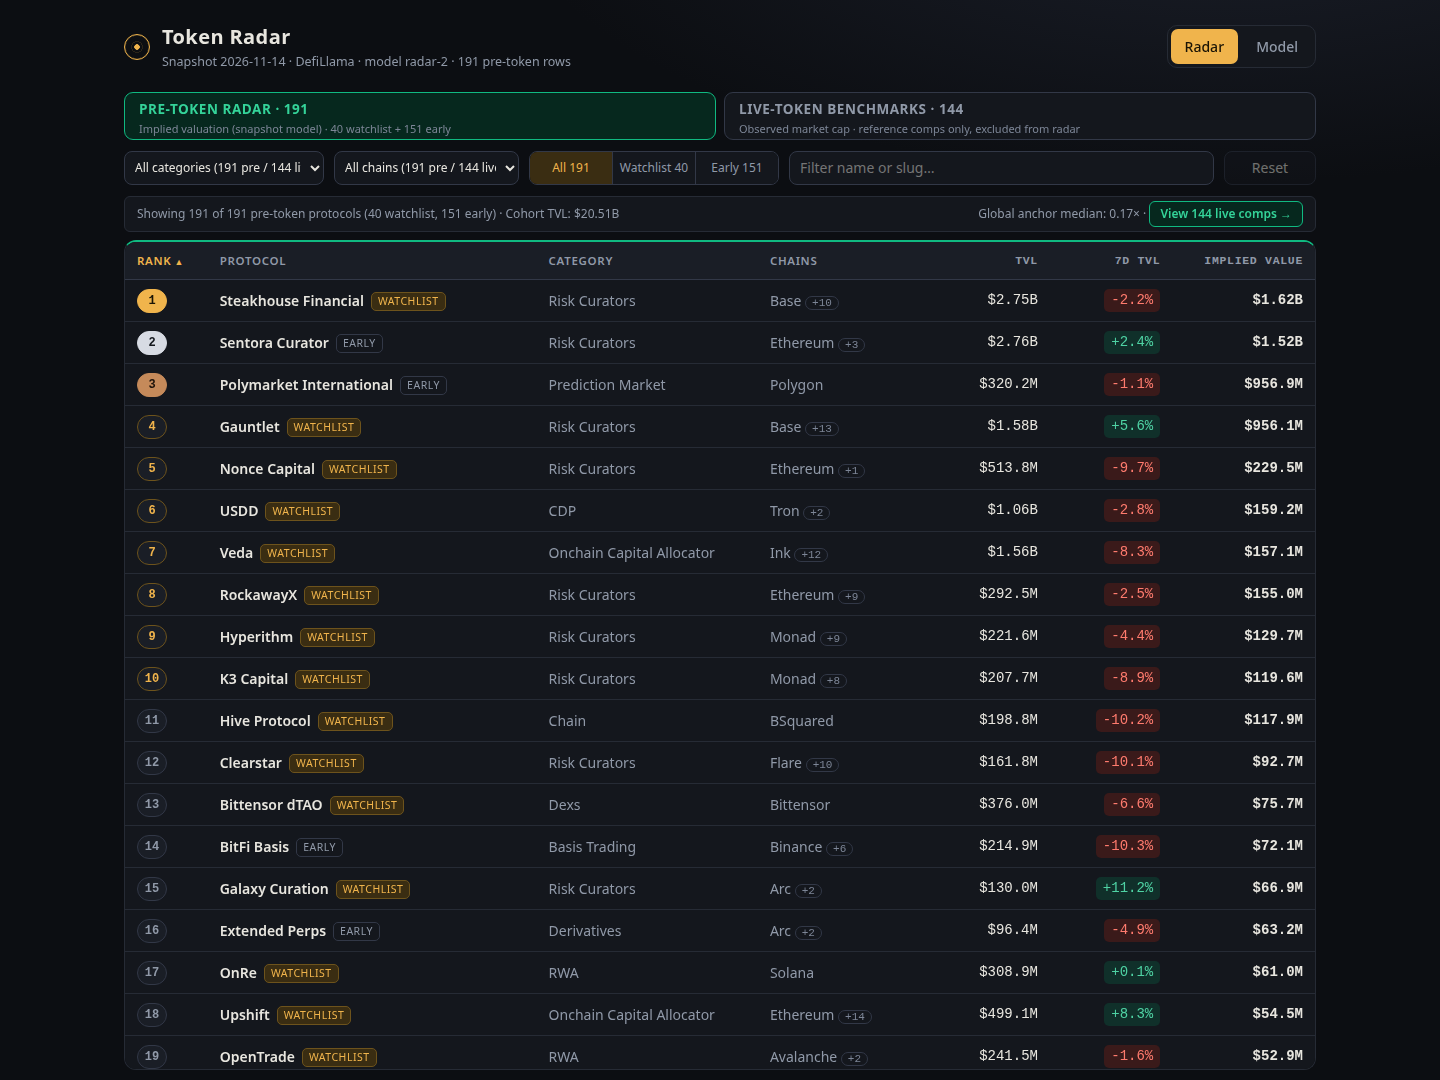 Token Radar
Snapshot 2026-11-14 · DefiLlama · model radar-2 · 191 pre-token rows
Radar Model
PRE-TOKEN RADAR · 191
Implied valuation (snapshot model) · 40 watchlist + 151 early
LIVE-TOKEN BENCHMARKS · 144
Observed market cap · reference comps only, excluded from radar
All categories (191 pre / 144 li All chains (191 pre / 144 live All 191 Watchlist 40 Early 151 Filter name or slug... Reset
Showing 191 of 191 pre-token protocols (40 watchlist, 151 early) · Cohort TVL: $20.51B Global anchor median: 0.17× · View 144 live comps →
RANK ▲ PROTOCOL CATEGORY CHAINS TVL 7D TVL IMPLIED VALUE
1 Steakhouse Financial WATCHLIST Risk Curators Base +10 $2.75B -2.2% $1.62B
2 Sentora Curator EARLY Risk Curators Ethereum +3 $2.76B +2.4% $1.52B
3 Polymarket International EARLY Prediction Market Polygon $320.2M -1.1% $956.9M
4 Gauntlet WATCHLIST Risk Curators Base +13 $1.58B +5.6% $956.1M
5 Nonce Capital WATCHLIST Risk Curators Ethereum +1 $513.8M -9.7% $229.5M
6 USDD WATCHLIST CDP Tron +2 $1.06B -2.8% $159.2M
7 Veda WATCHLIST Onchain Capital Allocator Ink +12 $1.56B -8.3% $157.1M
8 RockawayX WATCHLIST Risk Curators Ethereum +9 $292.5M -2.5% $155.0M
9 Hyperithm WATCHLIST Risk Curators Monad +9 $221.6M -4.4% $129.7M
10 K3 Capital WATCHLIST Risk Curators Monad +8 $207.7M -8.9% $119.6M
11 Hive Protocol WATCHLIST Chain BSquared $198.8M -10.2% $117.9M
12 Clearstar WATCHLIST Risk Curators Flare +10 $161.8M -10.1% $92.7M
13 Bittensor dTAO WATCHLIST Dexs Bittensor $376.0M -6.6% $75.7M
14 BitFi Basis EARLY Basis Trading Binance +6 $214.9M -10.3% $72.1M
15 Galaxy Curation WATCHLIST Risk Curators Arc +2 $130.0M +11.2% $66.9M
16 Extended Perps EARLY Derivatives Arc +2 $96.4M -4.9% $63.2M
17 OnRe WATCHLIST RWA Solana $308.9M +0.1% $61.0M
18 Upshift WATCHLIST Onchain Capital Allocator Ethereum +14 $499.1M +8.3% $54.5M
19 OpenTrade WATCHLIST RWA Avalanche +2 $241.5M -1.6% $52.9M